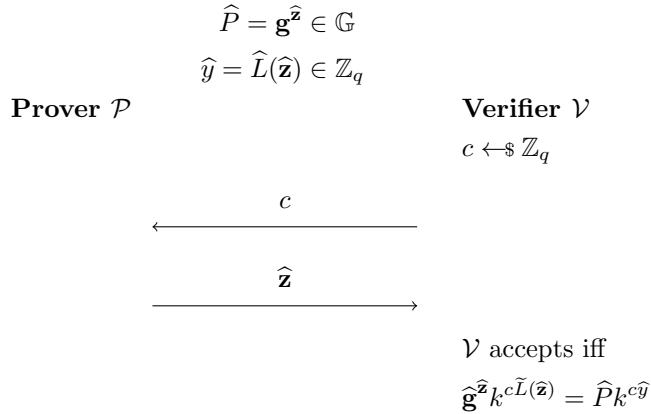 P̂ = 𝐠^𝐳̂ ∈ 𝔾
ŷ = L̂(𝐳̂) ∈ ℤ_q
Prover 𝒫 Verifier 𝒱
c ←$ ℤ_q
c
𝐳̂
𝒱 accepts iff
𝐠̂^𝐳̂ k^{cL̃(𝐳̂)} = P̂k^{cŷ}